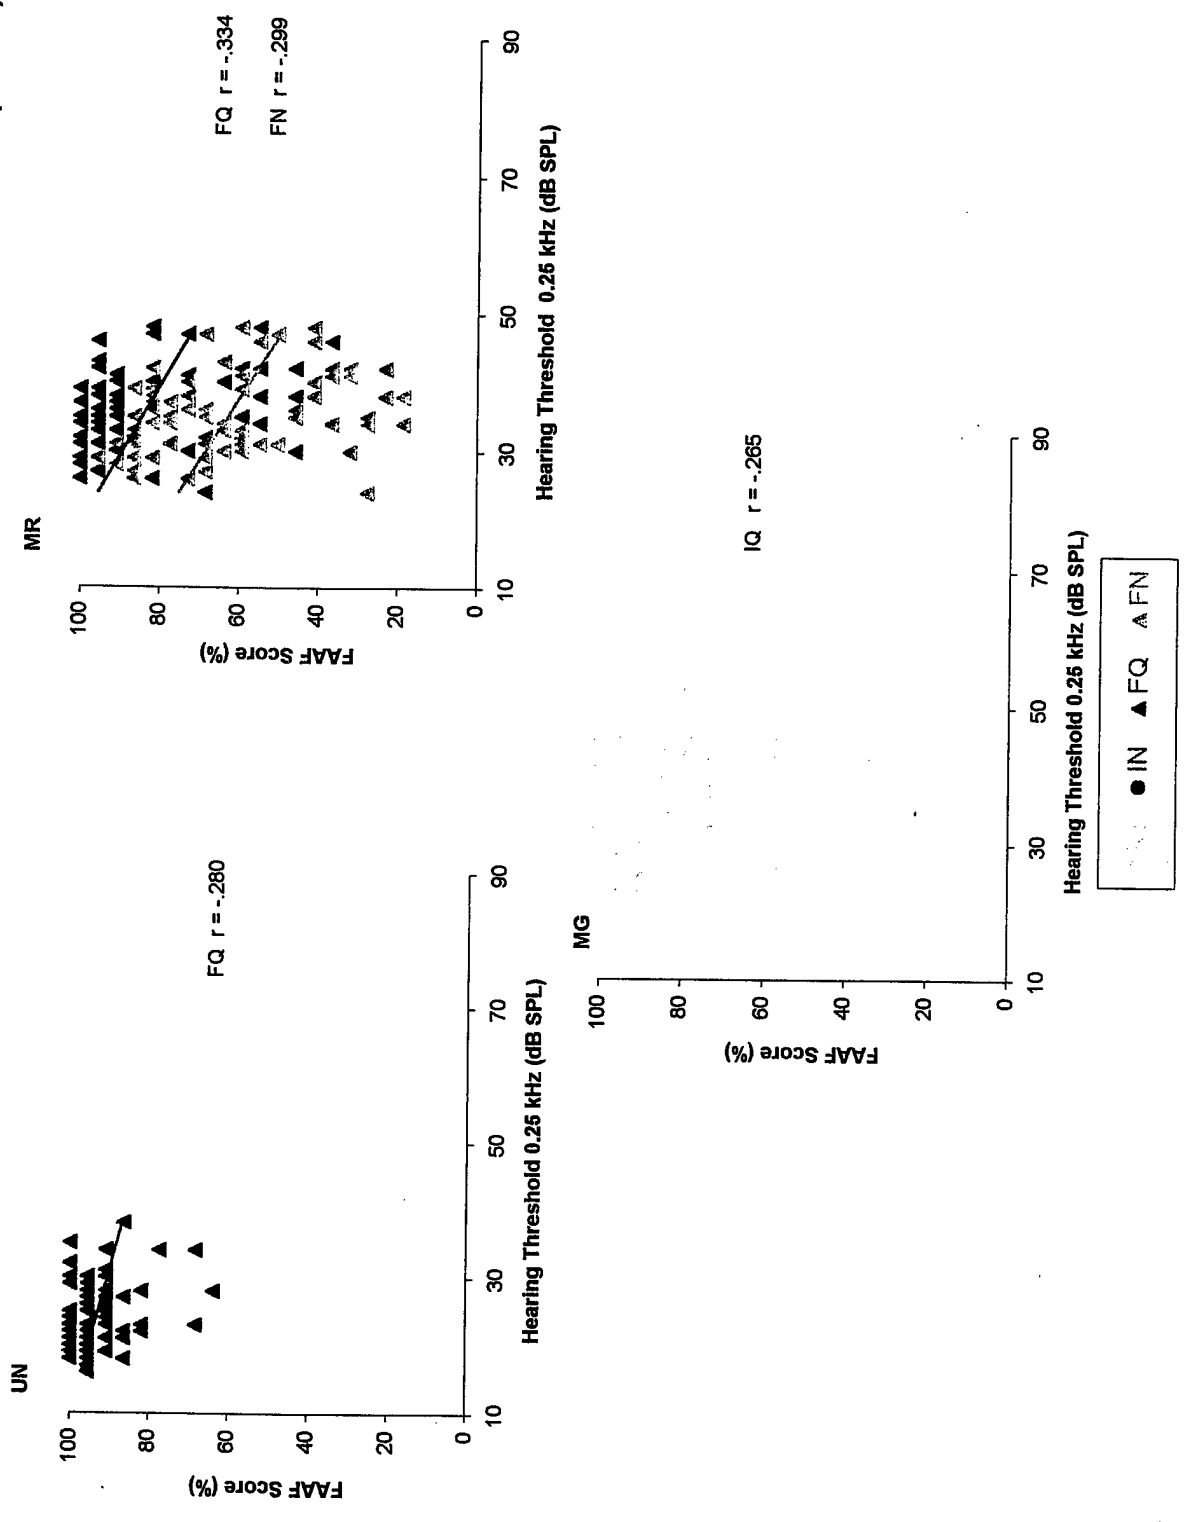 UN
FAAF Score (%)
100
80
60
40
20
0
10
30
50
70
90
Hearing Threshold 0.25 kHz (dB SPL)
FQ r = -.280
MR
FAAF Score (%)
100
80
60
40
20
0
10
30
50
70
90
Hearing Threshold 0.25 kHz (dB SPL)
FQ r = -.334
FN r = -.299
MG
FAAF Score (%)
100
80
60
40
20
0
10
30
50
70
90
Hearing Threshold 0.25 kHz (dB SPL)
IQ r = -.265
IN FQ FN